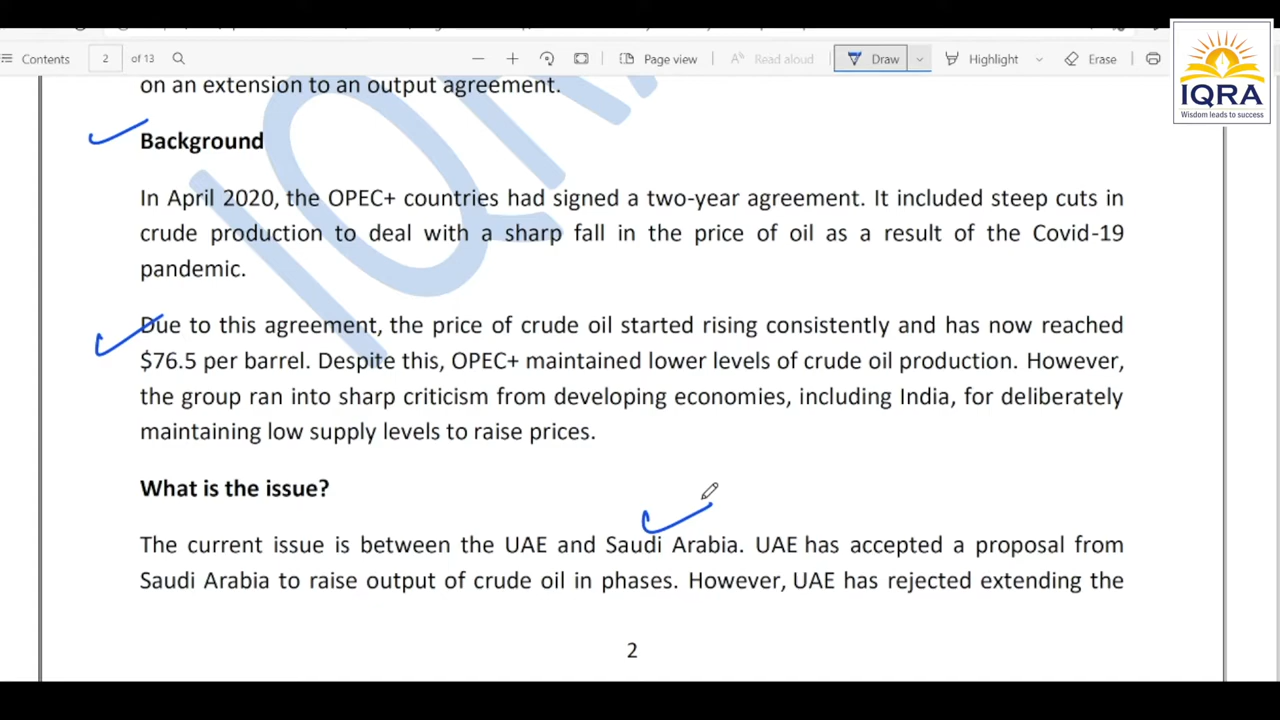 Contents
2 of 13
Page view
Read aloud
Draw
Highlight
Erase
IQRA
Wisdom leads to success
on an extension to an output agreement.
Background
In April 2020, the OPEC+ countries had signed a two-year agreement. It included steep cuts in
crude production to deal with a sharp fall in the price of oil as a result of the Covid-19
pandemic.
Due to this agreement, the price of crude oil started rising consistently and has now reached
$76.5 per barrel. Despite this, OPEC+ maintained lower levels of crude oil production. However,
the group ran into sharp criticism from developing economies, including India, for deliberately
maintaining low supply levels to raise prices.
What is the issue?
The current issue is between the UAE and Saudi Arabia. UAE has accepted a proposal from
Saudi Arabia to raise output of crude oil in phases. However, UAE has rejected extending the
2